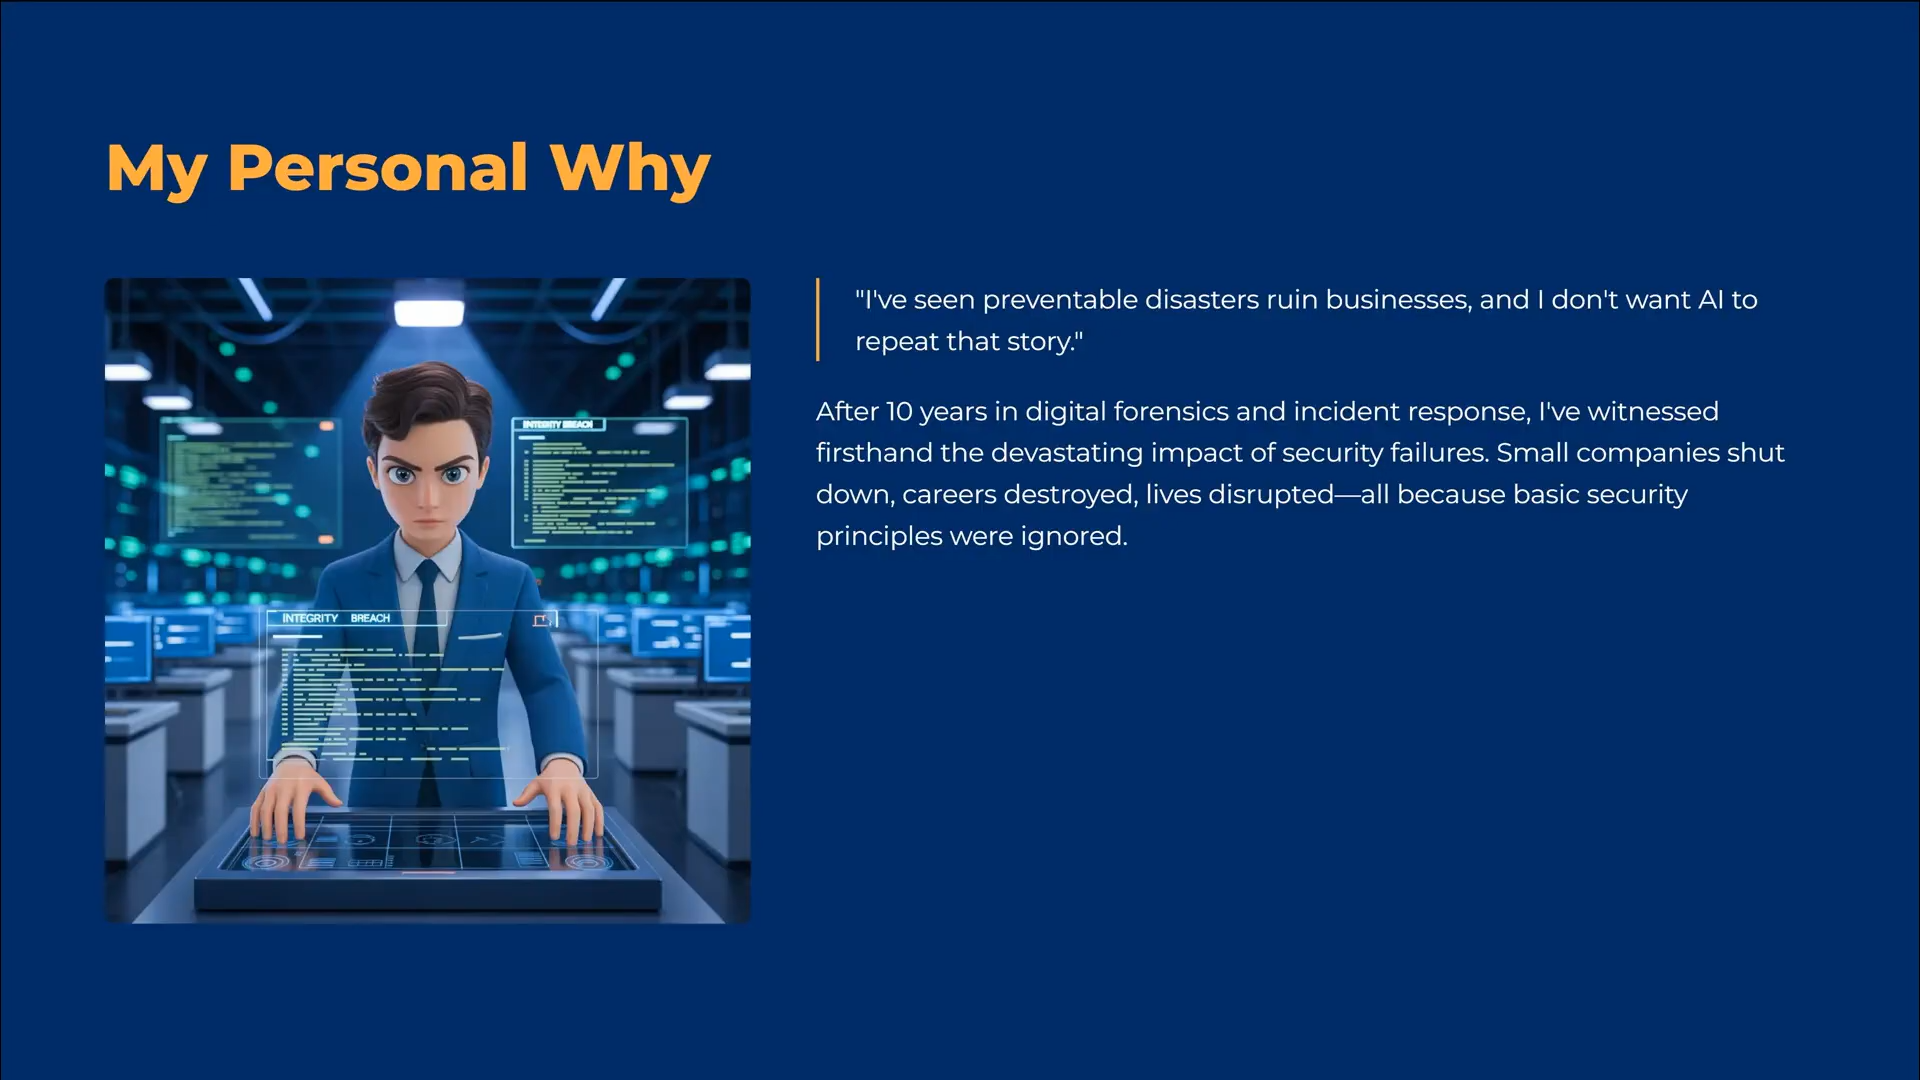 My Personal Why
"I've seen preventable disasters ruin businesses, and I don't want AI to
repeat that story."
After 10 years in digital forensics and incident response, I've witnessed
firsthand the devastating impact of security failures. Small companies shut
down, careers destroyed, lives disrupted—all because basic security
principles were ignored.
INTEGRITY BREACH
INTEGRITY BREACH